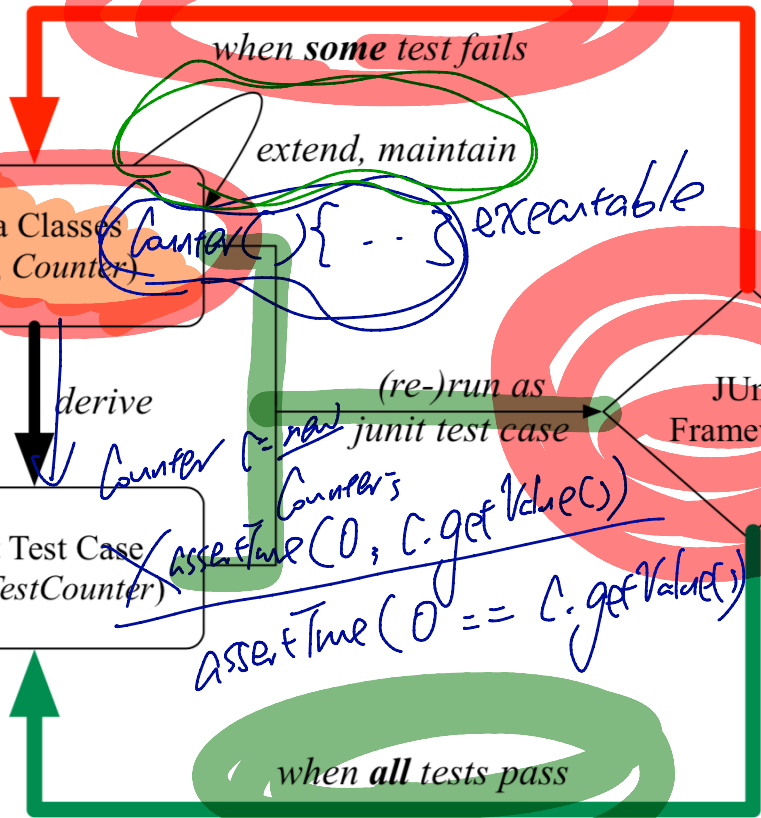 when some test fails
extend, maintain
a Classes
Counter( ) { . . } executable
, Counter)
derive
(re-)run as
junit test case
JUn
Framew
Counter C = new
Counter
Test Case
assertTrue(0, C.getValue())
TestCounter)
assertTrue(0 == C.getValue())
when all tests pass